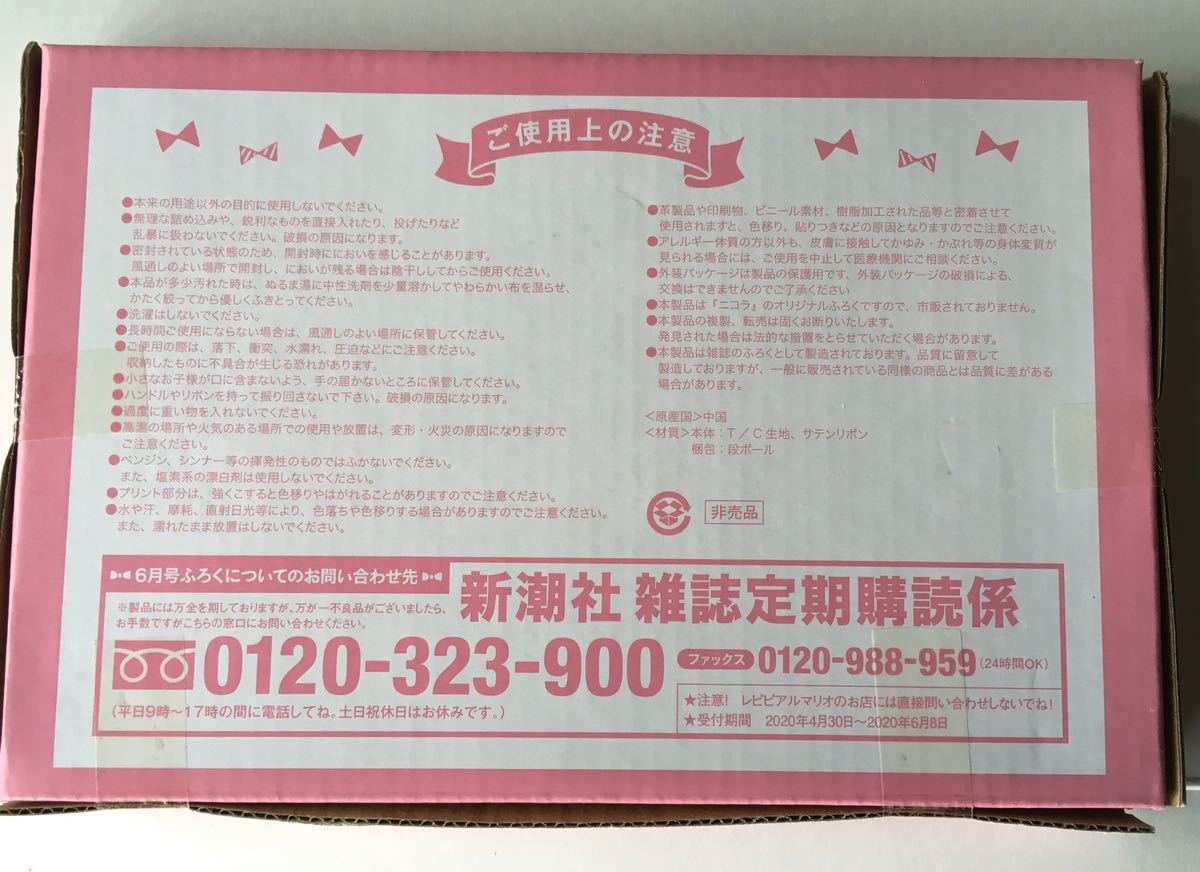 ご使用上の注意
●本来の用途以外の目的に使用しないでください。
●無理な詰め込みや、鋭利なものを直接入れたり、投げたりなど
乱暴に扱わないでください。破損の原因になります。
●密封されている状態のため、開封時ににおいを感じることがあります。
風通しのよい場所で開封し、においが残る場合は陰干ししてからご使用ください。
●本品が多少汚れた時は、ぬるま湯に中性洗剤を少量溶かしてやわらかい布を湿らせ、
かたく絞ってから優しくふきとってください。
●洗濯はしないでください。
●長時間ご使用にならない場合は、風通しのよい場所に保管してください。
●ご使用の際は、落下、衝突、水濡れ、圧迫などにご注意ください。
収納したものに不具合が生じる恐れがあります。
●小さなお子様が口に含まないよう、手の届かないところに保管してください。
●ハンドルやリボンを持って振り回さないで下さい。破損の原因になります。
●過度に重い物を入れないでください。
●高温の場所や火気のある場所での使用や放置は、変形・火災の原因になりますので
ご注意ください。
●ベンジン、シンナー等の揮発性のものではふかないでください。
また、塩素系の漂白剤は使用しないでください。
●プリント部分は、強くこすると色移りやはがれることがありますのでご注意ください。
●水や汗、摩耗、直射日光等により、色落ちや色移りする場合がありますのでご注意ください。
また、濡れたまま放置はしないでください。
●革製品や印刷物、ビニール素材、樹脂加工された品等と密着させて
使用されますと、色移り、貼りつきなどの原因となりますのでご注意ください。
●アレルギー体質の方以外も、皮膚に接触してかゆみ・かぶれ等の身体変質が
見られる場合には、ご使用を中止して医療機関にご相談ください。
●外装パッケージは製品の保護用です、外装パッケージの破損による、
交換はできませんのでご了承ください
●本製品は『ニコラ』のオリジナルふろくですので、市販されておりません。
●本製品の複製、転売は固くお断りいたします。
発見された場合は法的な措置をとらせていただく場合があります。
●本製品は雑誌のふろくとして製造されております。品質に留意して
製造しておりますが、一般に販売されている同様の商品とは品質に差がある
場合があります。
<原産国>中国
<材質>本体：T／C生地、サテンリボン
梱包：段ボール
非売品
6月号ふろくについてのお問い合わせ先
※製品には万全を期しておりますが、万が一不良品がございましたら、
お手数ですがこちらの窓口にお問い合わせください。
新潮社 雑誌定期購読係
0120-323-900
(平日9時〜17時の間に電話してね。土日祝休日はお休みです。)
ファックス 0120-988-959(24時間OK)
★注意! レピピアルマリオのお店には直接問い合わせしないでね!
★受付期間 2020年4月30日〜2020年6月8日